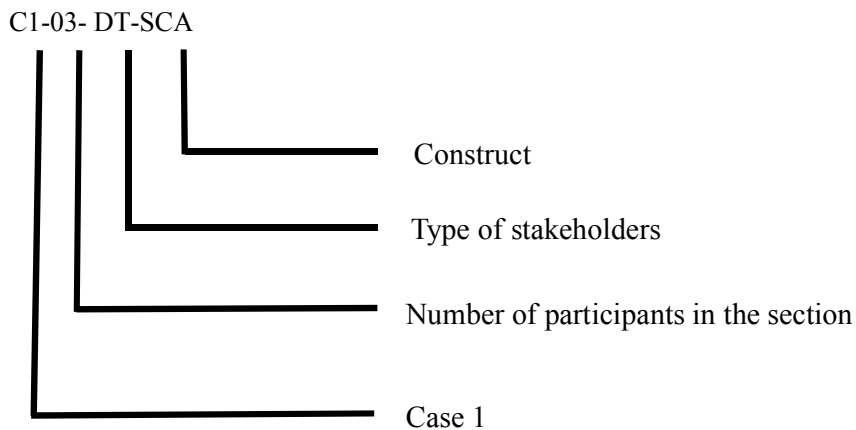 C1-03- DT-SCA
Construct
Type of stakeholders
Number of participants in the section
Case 1